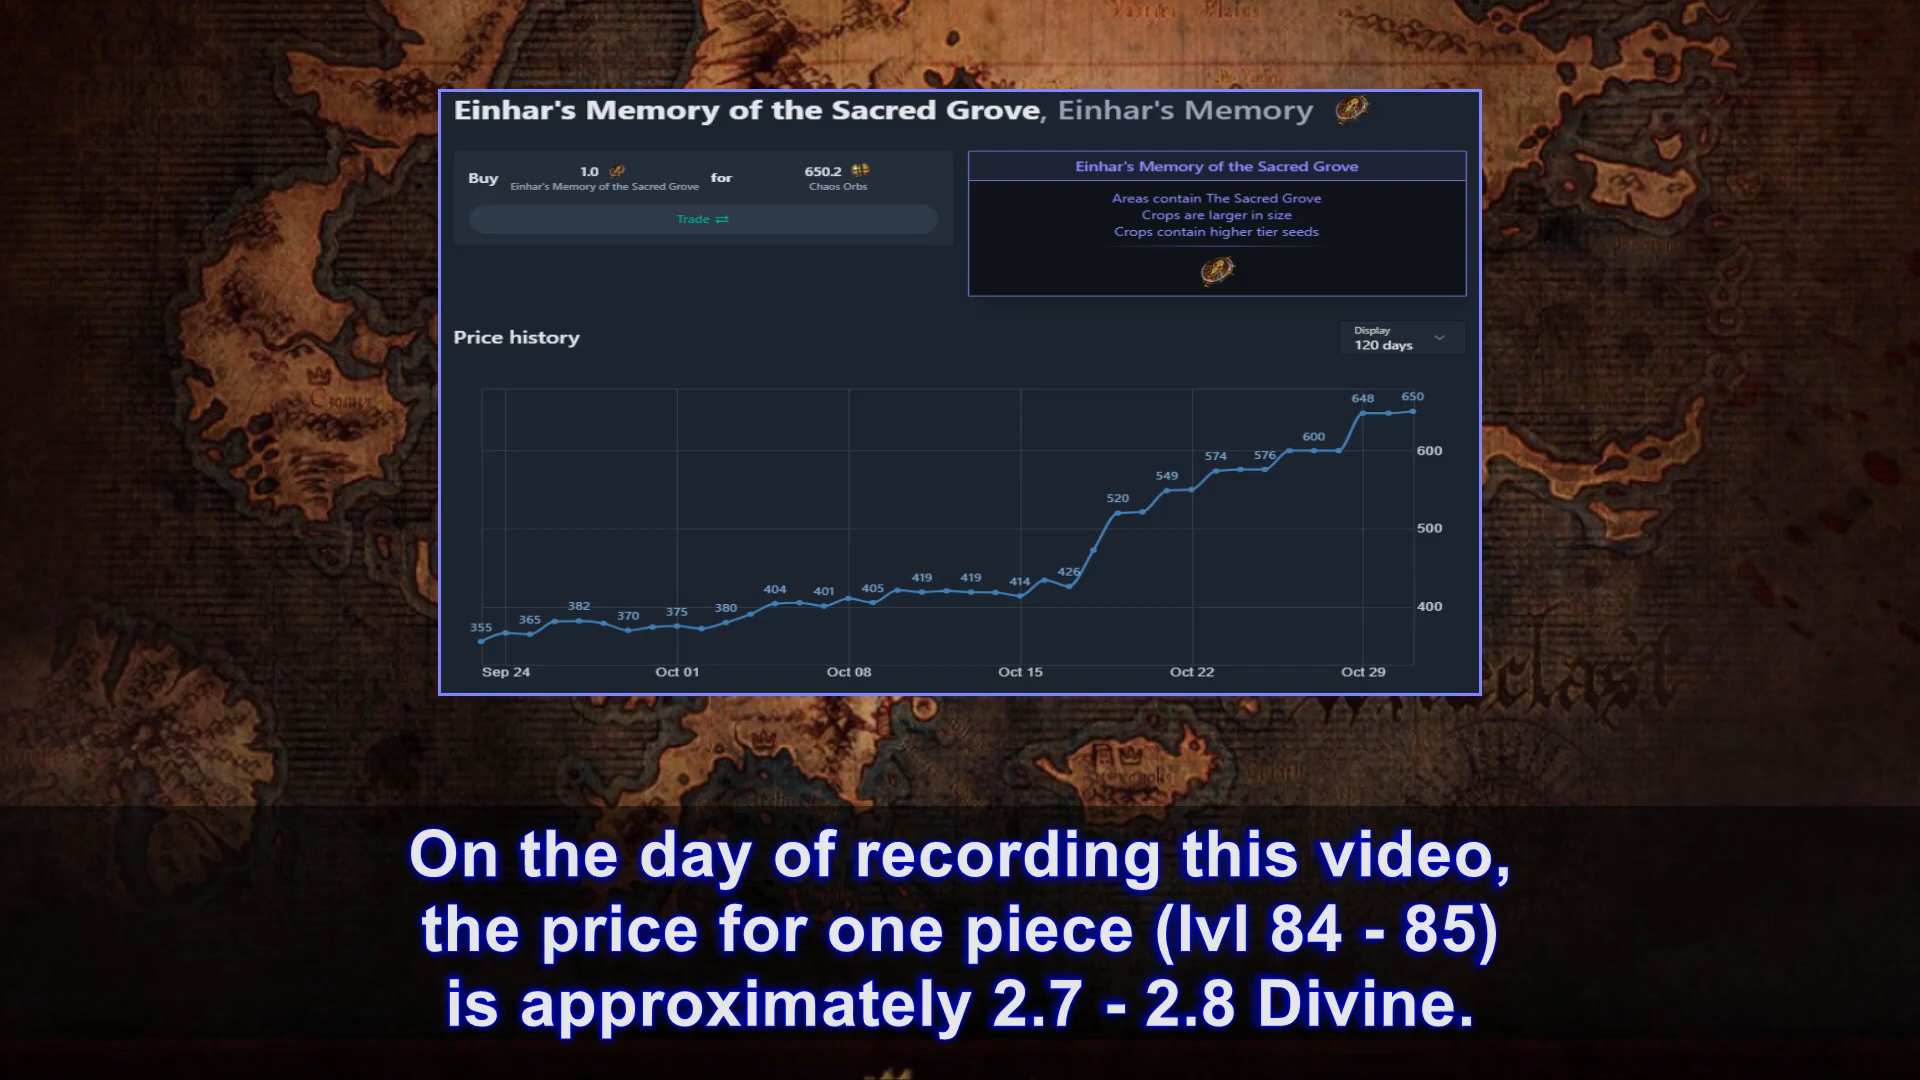 Vastiri Plains
Einhar's Memory of the Sacred Grove, Einhar's Memory
Buy
1.0
Einhar's Memory of the Sacred Grove
for
650.2
Chaos Orbs
Trade
Einhar's Memory of the Sacred Grove
Areas contain The Sacred Grove
Crops are larger in size
Crops contain higher tier seeds
Price history
Display
120 days
355
365
382
370
375
380
404
401
405
419
419
414
426
520
549
574
576
600
648
650
600
500
400
Sep 24
Oct 01
Oct 08
Oct 15
Oct 22
Oct 29
On the day of recording this video,
the price for one piece (lvl 84 - 85)
is approximately 2.7 - 2.8 Divine.